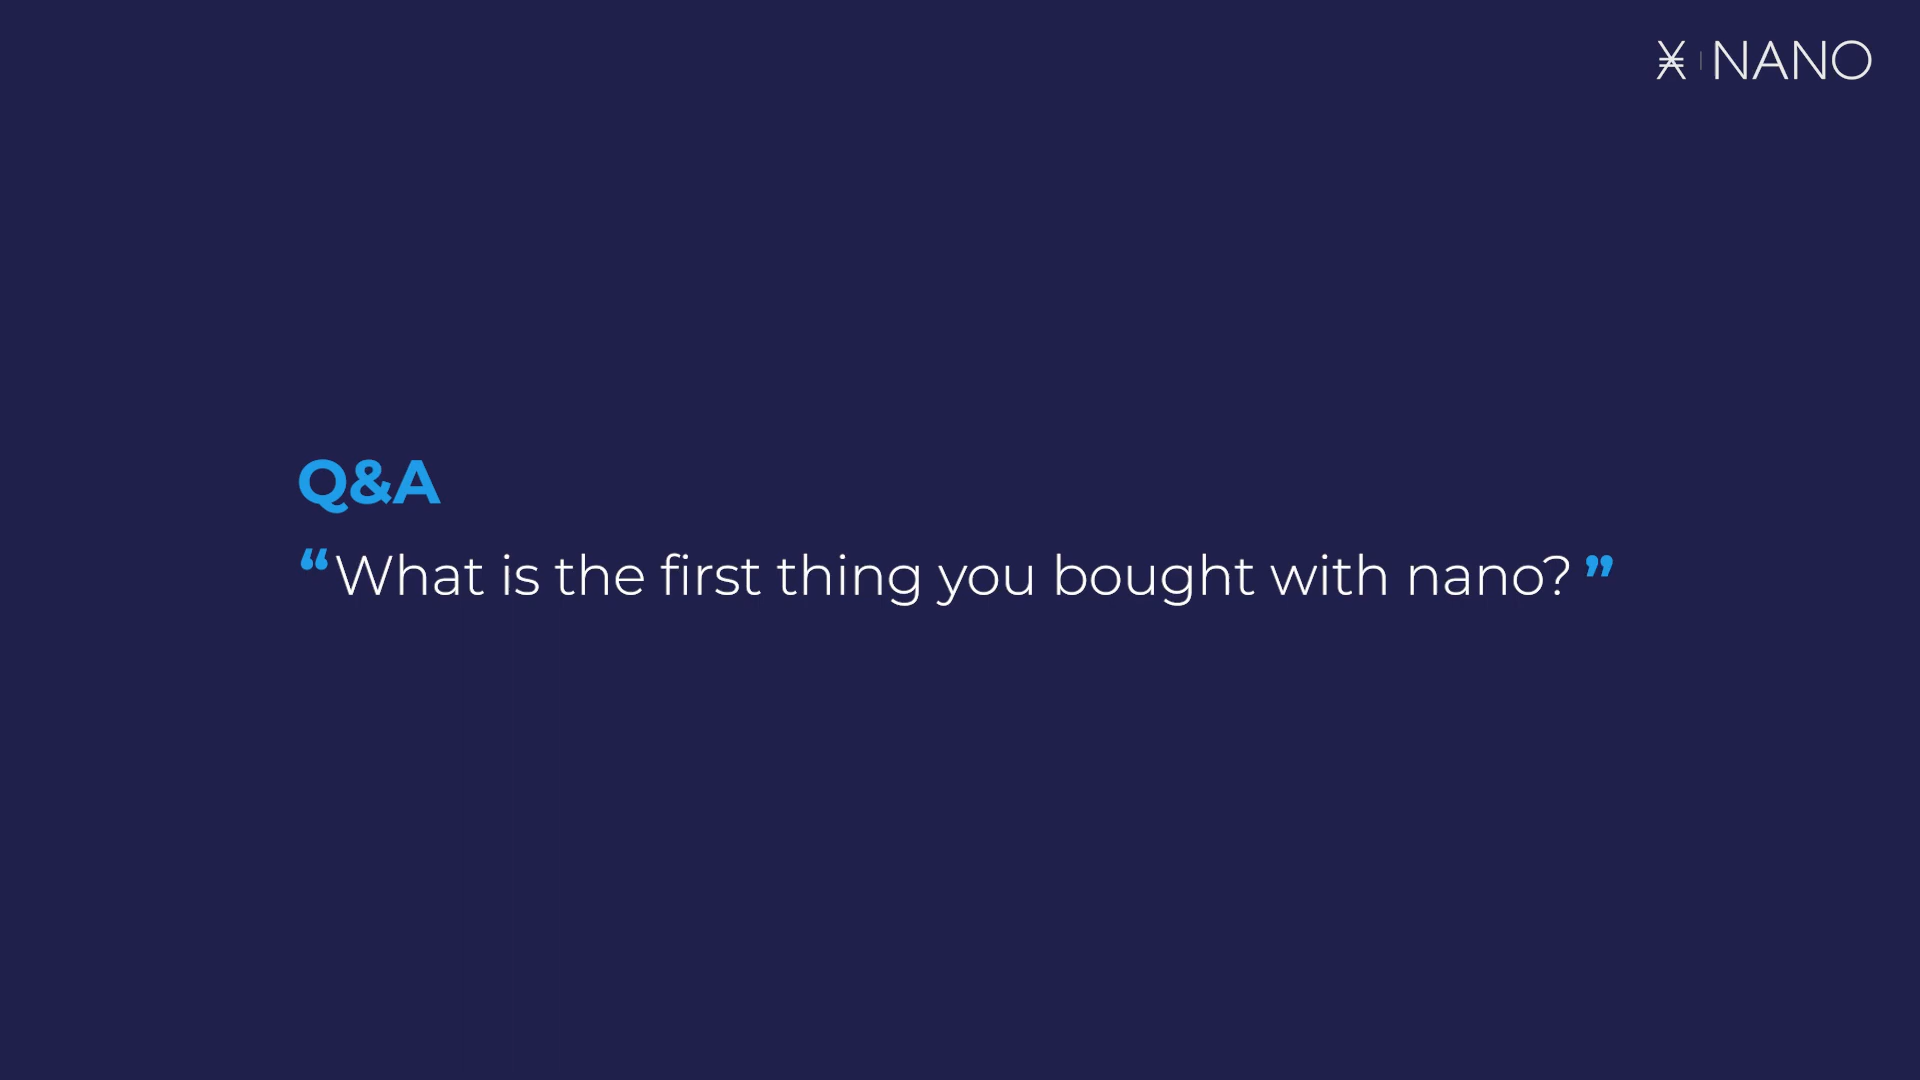 Ӿ NANO
Q&A
“What is the first thing you bought with nano?”